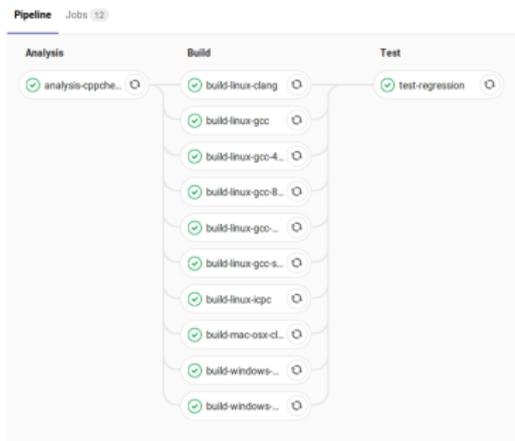 Pipeline Jobs 12
Analysis Build Test
analysis-cppche... build-linux-clang test-regression
build-linux-gcc
build-linux-gcc-4...
build-linux-gcc-8...
build-linux-gcc-...
build-linux-gcc-s...
build-linux-icpc
build-mac-osx-cl...
build-windows-...
build-windows-...